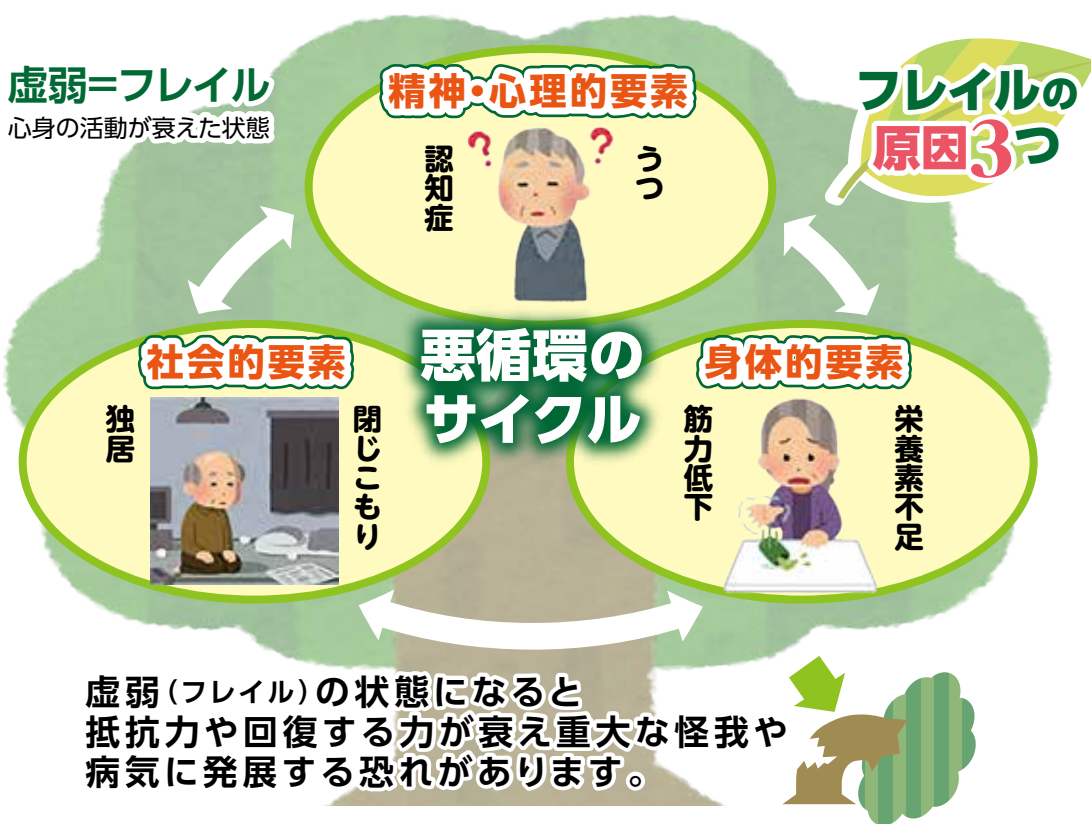 虚弱=フレイル
心身の活動が衰えた状態
フレイルの
原因3つ
精神・心理的要素
認知症
うつ
悪循環の
サイクル
社会的要素
独居
閉じこもり
身体的要素
筋力低下
栄養素不足
虚弱(フレイル)の状態になると
抵抗力や回復する力が衰え重大な怪我や
病気に発展する恐れがあります。